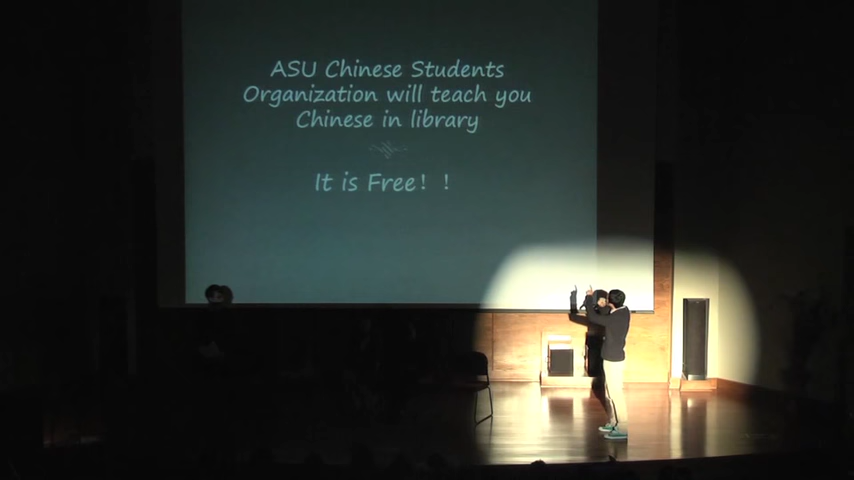 ASU Chinese Students
Organization will teach you
Chinese in library
It is Free！！